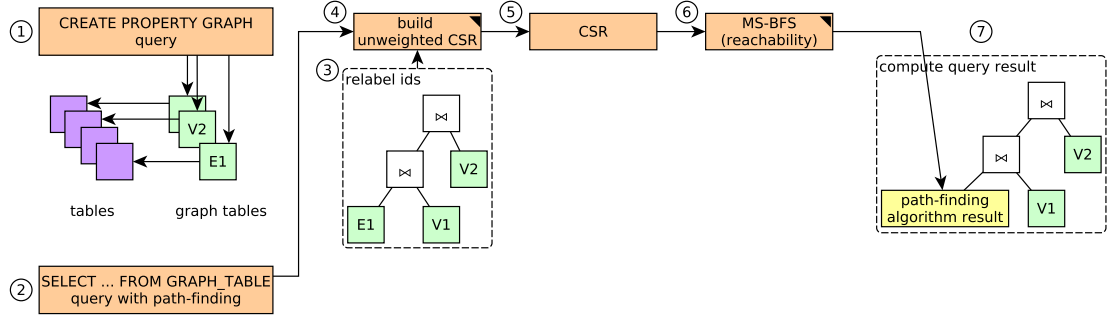 ① CREATE PROPERTY GRAPH
query
V2
E1
tables
graph tables
② SELECT ... FROM GRAPH_TABLE
query with path-finding
③ relabel ids
⋈
⋈
V2
E1
V1
④ build
unweighted CSR
⑤ CSR
⑥ MS-BFS
(reachability)
⑦
compute query result
⋈
⋈
V2
path-finding
algorithm result
V1